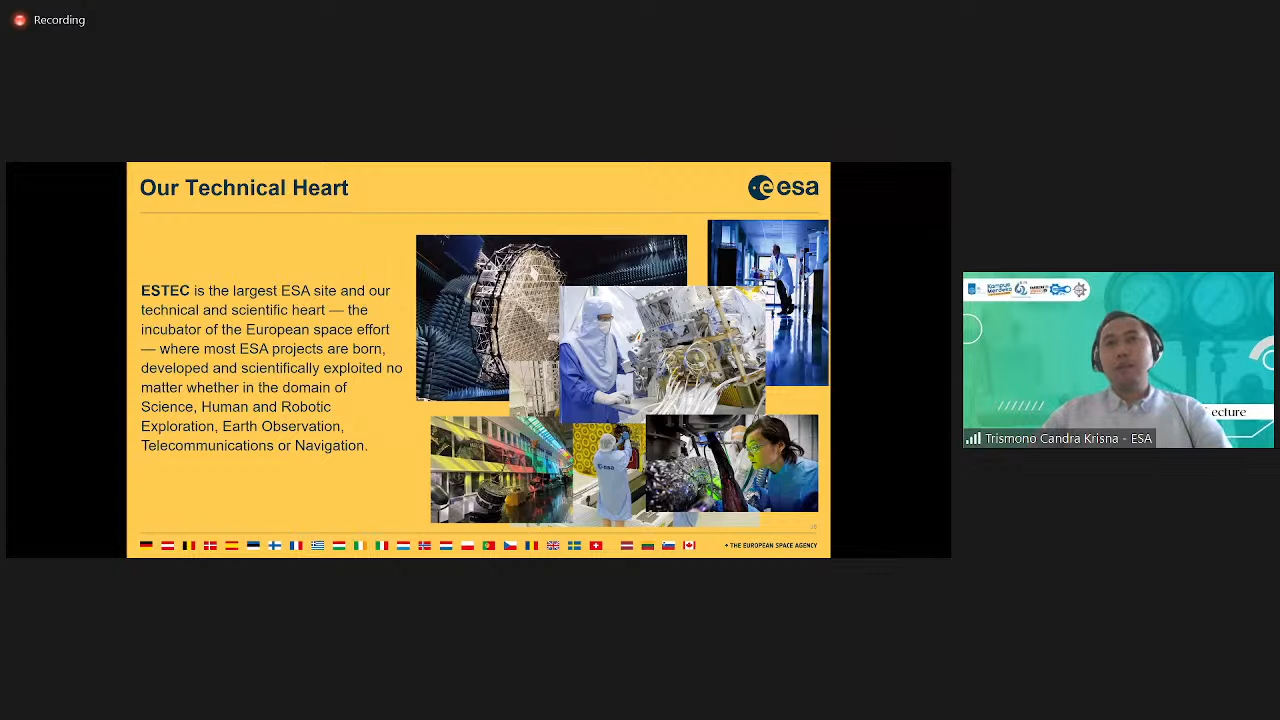 Recording
Our Technical Heart
esa
ESTEC is the largest ESA site and our
technical and scientific heart — the
incubator of the European space effort
— where most ESA projects are born,
developed and scientifically exploited no
matter whether in the domain of
Science, Human and Robotic
Exploration, Earth Observation,
Telecommunications or Navigation.
esa
→ THE EUROPEAN SPACE AGENCY
Kampus
Merdeka
ecture
Trismono Candra Krisna - ESA